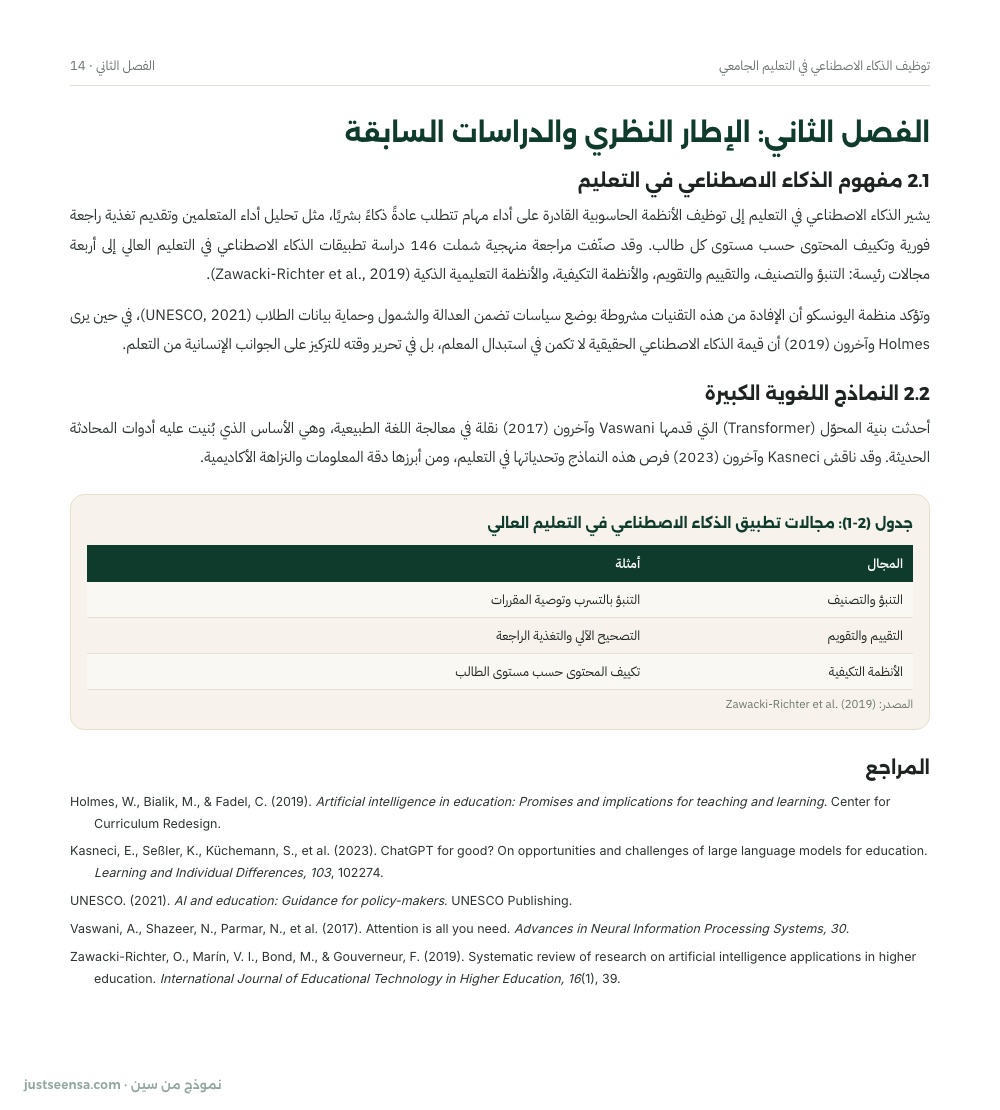 توظيف الذكاء الاصطناعي في التعليم الجامعي
الفصل الثاني · 14
الفصل الثاني: الإطار النظري والدراسات السابقة
2.1 مفهوم الذكاء الاصطناعي في التعليم
يشير الذكاء الاصطناعي في التعليم إلى توظيف الأنظمة الحاسوبية القادرة على أداء مهام تتطلب عادةً ذكاءً بشريًا، مثل تحليل أداء المتعلمين وتقديم تغذية راجعة
فورية وتكييف المحتوى حسب مستوى كل طالب. وقد صنّفت مراجعة منهجية شملت 146 دراسة تطبيقات الذكاء الاصطناعي في التعليم العالي إلى أربعة
مجالات رئيسة: التنبؤ والتصنيف، والتقييم والتقويم، والأنظمة التكيفية، والأنظمة التعليمية الذكية (Zawacki-Richter et al., 2019).
وتؤكد منظمة اليونسكو أن الإفادة من هذه التقنيات مشروطة بوضع سياسات تضمن العدالة والشمول وحماية بيانات الطلاب (UNESCO, 2021)، في حين يرى
Holmes وآخرون (2019) أن قيمة الذكاء الاصطناعي الحقيقية لا تكمن في استبدال المعلم، بل في تحرير وقته للتركيز على الجوانب الإنسانية من التعلم.
2.2 النماذج اللغوية الكبيرة
أحدثت بنية المحوّل (Transformer) التي قدمها Vaswani وآخرون (2017) نقلة في معالجة اللغة الطبيعية، وهي الأساس الذي بُنيت عليه أدوات المحادثة
الحديثة. وقد ناقش Kasneci وآخرون (2023) فرص هذه النماذج وتحدياتها في التعليم، ومن أبرزها دقة المعلومات والنزاهة الأكاديمية.
جدول (2-1): مجالات تطبيق الذكاء الاصطناعي في التعليم العالي
المجال أمثلة
التنبؤ والتصنيف التنبؤ بالتسرب وتوصية المقررات
التقييم والتقويم التصحيح الآلي والتغذية الراجعة
الأنظمة التكيفية تكييف المحتوى حسب مستوى الطالب
المصدر: Zawacki-Richter et al. (2019)
المراجع
Holmes, W., Bialik, M., & Fadel, C. (2019). Artificial intelligence in education: Promises and implications for teaching and learning. Center for
Curriculum Redesign.
Kasneci, E., Seßler, K., Küchemann, S., et al. (2023). ChatGPT for good? On opportunities and challenges of large language models for education.
Learning and Individual Differences, 103, 102274.
UNESCO. (2021). AI and education: Guidance for policy-makers. UNESCO Publishing.
Vaswani, A., Shazeer, N., Parmar, N., et al. (2017). Attention is all you need. Advances in Neural Information Processing Systems, 30.
Zawacki-Richter, O., Marín, V. I., Bond, M., & Gouverneur, F. (2019). Systematic review of research on artificial intelligence applications in higher
education. International Journal of Educational Technology in Higher Education, 16(1), 39.
نموذج من سين · justseensa.com